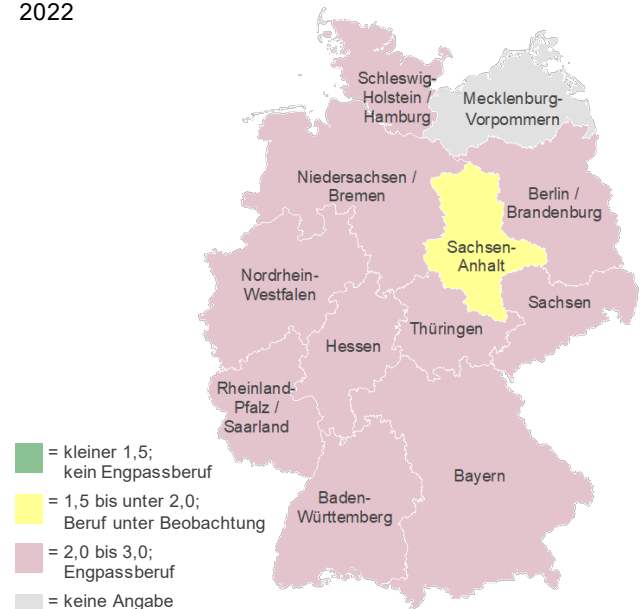 2022
Schleswig-
Holstein /
Hamburg
Mecklenburg-
Vorpommern
Niedersachsen /
Bremen
Berlin /
Brandenburg
Sachsen-
Anhalt
Nordrhein-
Westfalen
Sachsen
Thüringen
Hessen
Rheinland-
Pfalz /
Saarland
Bayern
Baden-
Württemberg
= kleiner 1,5;
kein Engpassberuf
= 1,5 bis unter 2,0;
Beruf unter Beobachtung
= 2,0 bis 3,0;
Engpassberuf
= keine Angabe